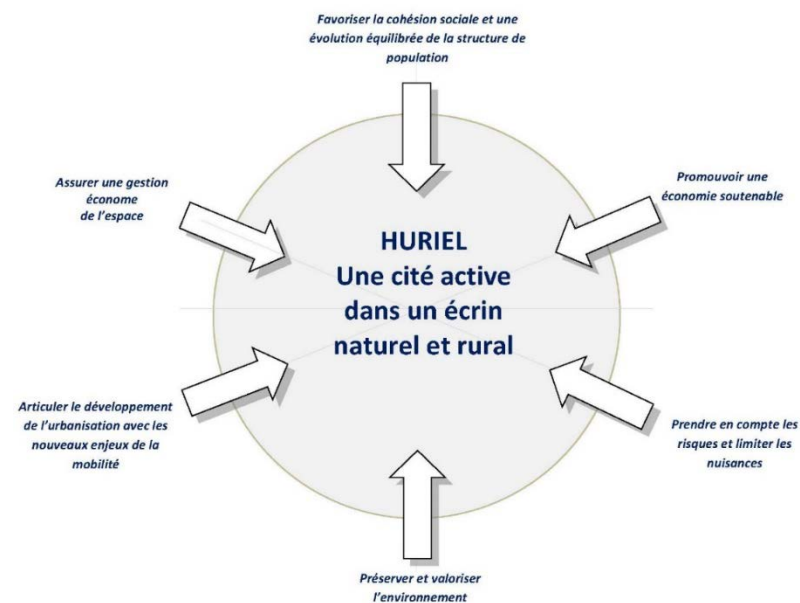 Favoriser la cohésion sociale et une
évolution équilibrée de la structure de
population
Assurer une gestion
économe
de l'espace
Promouvoir une
économie soutenable
HURIEL
Une cité active
dans un écrin
naturel et rural
Articuler le développement
de l'urbanisation avec les
nouveaux enjeux de la
mobilité
Prendre en compte les
risques et limiter les
nuisances
Préserver et valoriser
l'environnement